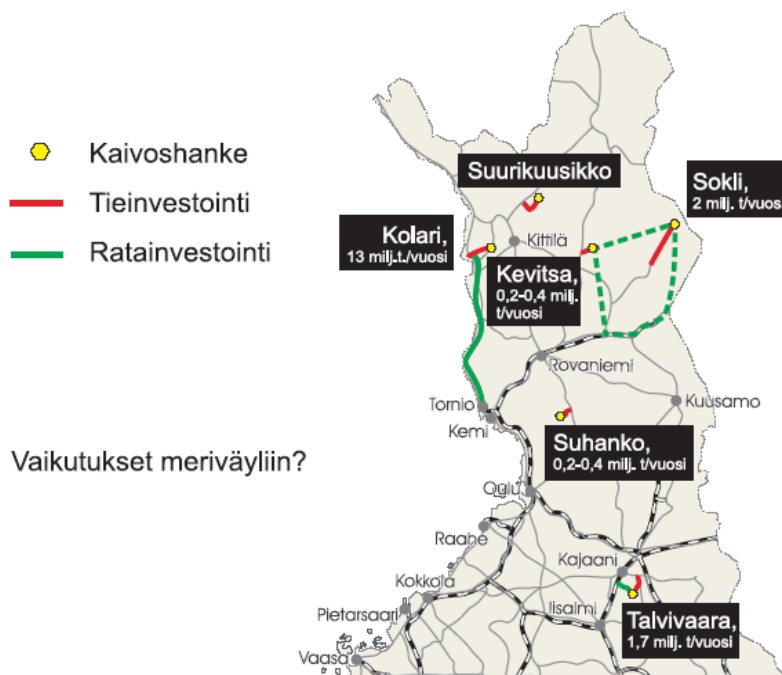 Kaivoshanke
Tieinvestointi
Ratainvestointi
Vaikutukset meriväyliin?
Suurikuusikko
Sokli,
2 milj. t/vuosi
Kolari,
13 milj.t./vuosi
Kittilä
Kevitsa,
0,2-0,4 milj.
t/vuosi
Rovaniemi
Tornio
Kemi
Kuusamo
Suhanko,
0,2-0,4 milj. t/vuosi
Oulu
Raahe
Kajaani
Kokkola
Pietarsaari
Iisalmi
Talvivaara,
1,7 milj. t/vuosi
Vaasa